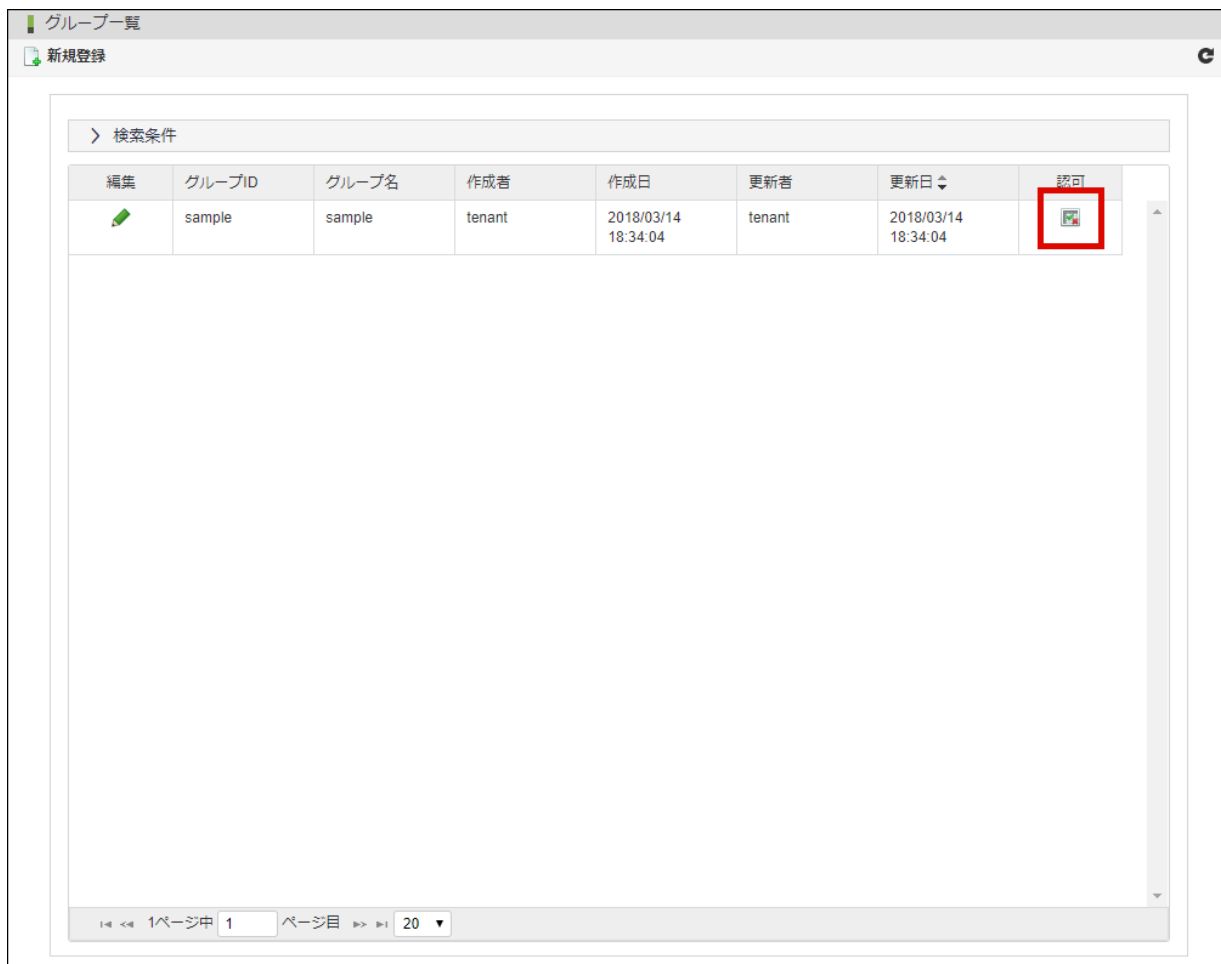 グループ一覧
新規登録
検索条件
編集 グループID グループ名 作成者 作成日 更新者 更新日 認可
sample sample tenant 2018/03/14 tenant 2018/03/14
18:34:04 18:34:04
1ページ中 1 ページ目 20